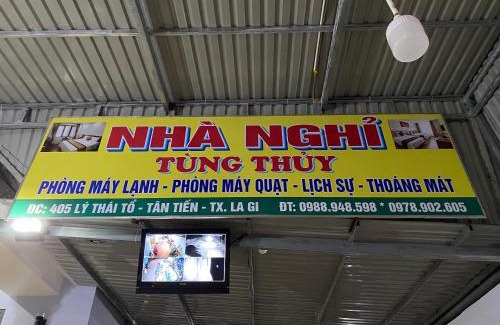 NHÀ NGHỈ
TÙNG THỦY
PHÒNG MÁY LẠNH - PHÒNG MÁY QUẠT - LỊCH SỰ - THOÁNG MÁT
ĐC: 405 LÝ THÁI TỔ - TÂN TIẾN - TX. LA GI ĐT: 0988.948.598 * 0978.902.605